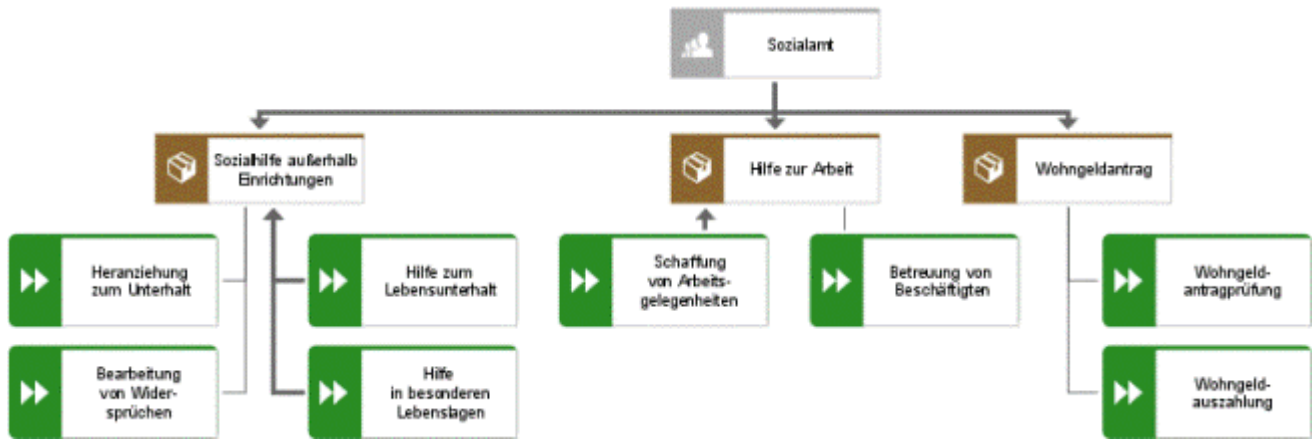 Sozialamt
Sozialhilfe außerhalb
Einrichtungen
Hilfe zur Arbeit
Wohngeldantrag
Heranziehung
zum Unterhalt
Hilfe zum
Lebensunterhalt
Schaffung
von Arbeits-
gelegenheiten
Betreuung von
Beschäftigten
Wohngeld-
antragprüfung
Bearbeitung
von Wider-
sprüchen
Hilfe
in besonderen
Lebenslagen
Wohngeld-
auszahlung